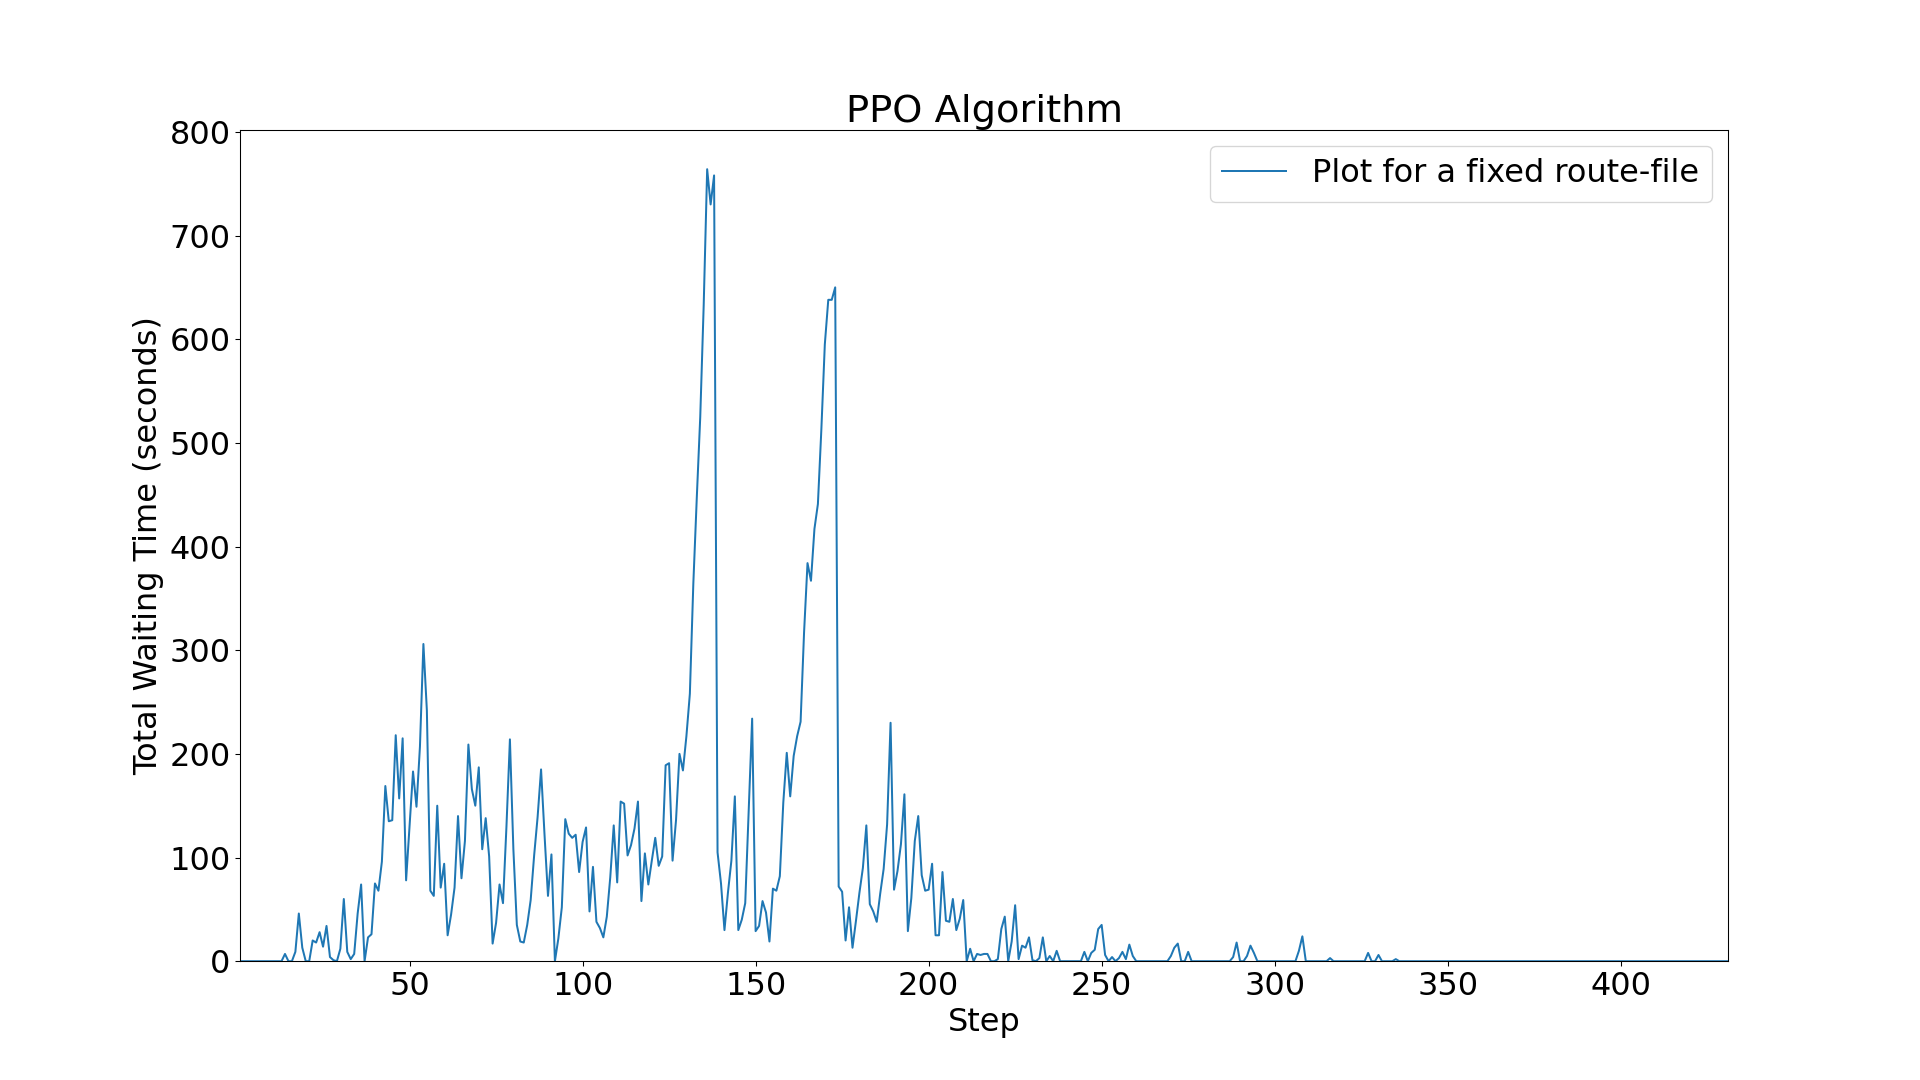 PPO Algorithm
Plot for a fixed route-file
Total Waiting Time (seconds)
800
700
600
500
400
300
200
100
0
50 100 150 200 250 300 350 400
Step